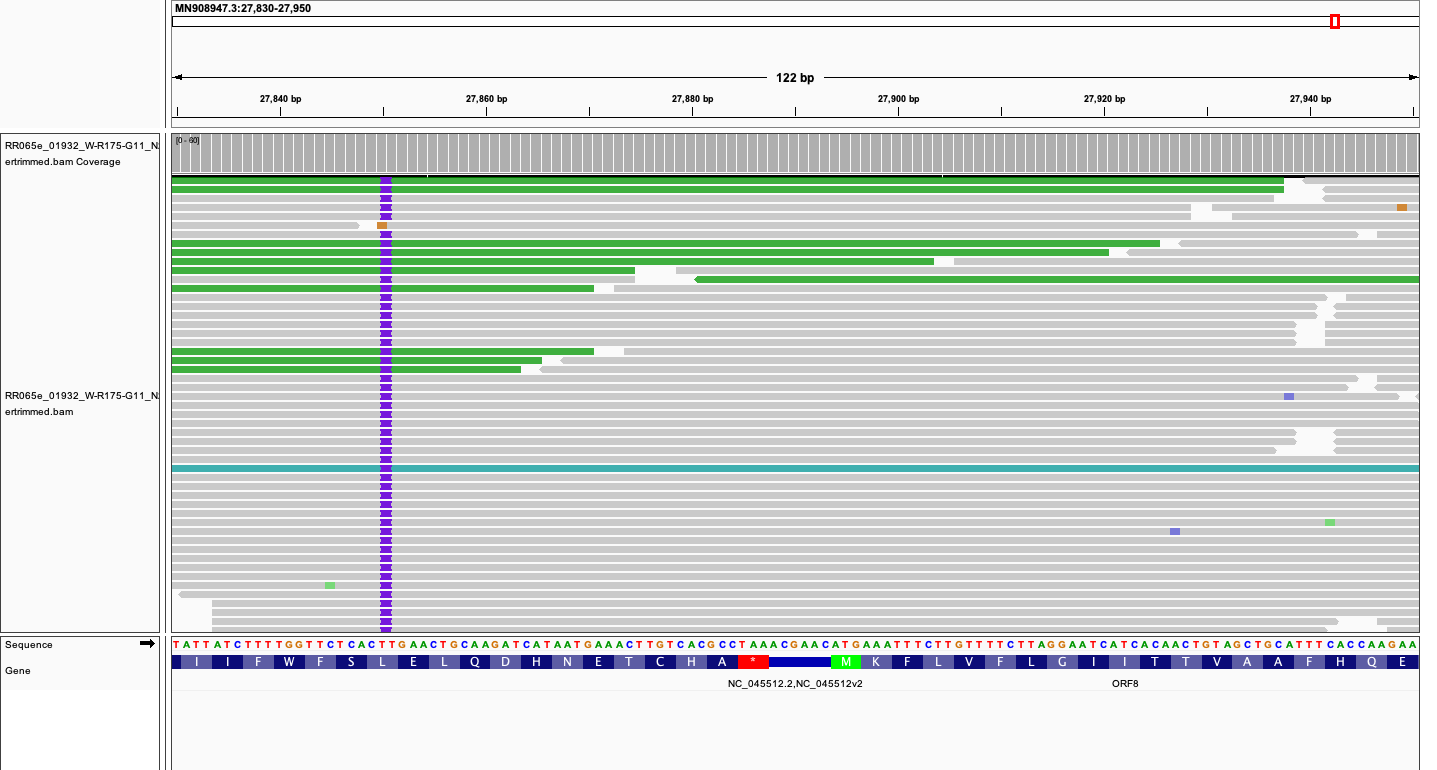 MN908947.3:27,830-27,950
122 bp
27,840 bp 27,860 bp 27,880 bp 27,900 bp 27,920 bp 27,940 bp
RR065e_01932_W-R175-G11_N
ertrimmed.bam Coverage
[0 - 60]
RR065e_01932_W-R175-G11_N
ertrimmed.bam
Sequence
TATTATCTTTTGGTTCTCACTTGAACTGCAAGATCATAATGAAACTTGTCACGCCTAAACGAACATGAAATTTCTTGTTTTCTTAGGAATCATCACAACTGTAGCTGCATTTCACCAAGAA
Gene
I I F W F S L E L Q D H N E T C H A * M K F L V F L G I I T T V A A F H Q E
NC_045512.2,NC_045512v2 ORF8